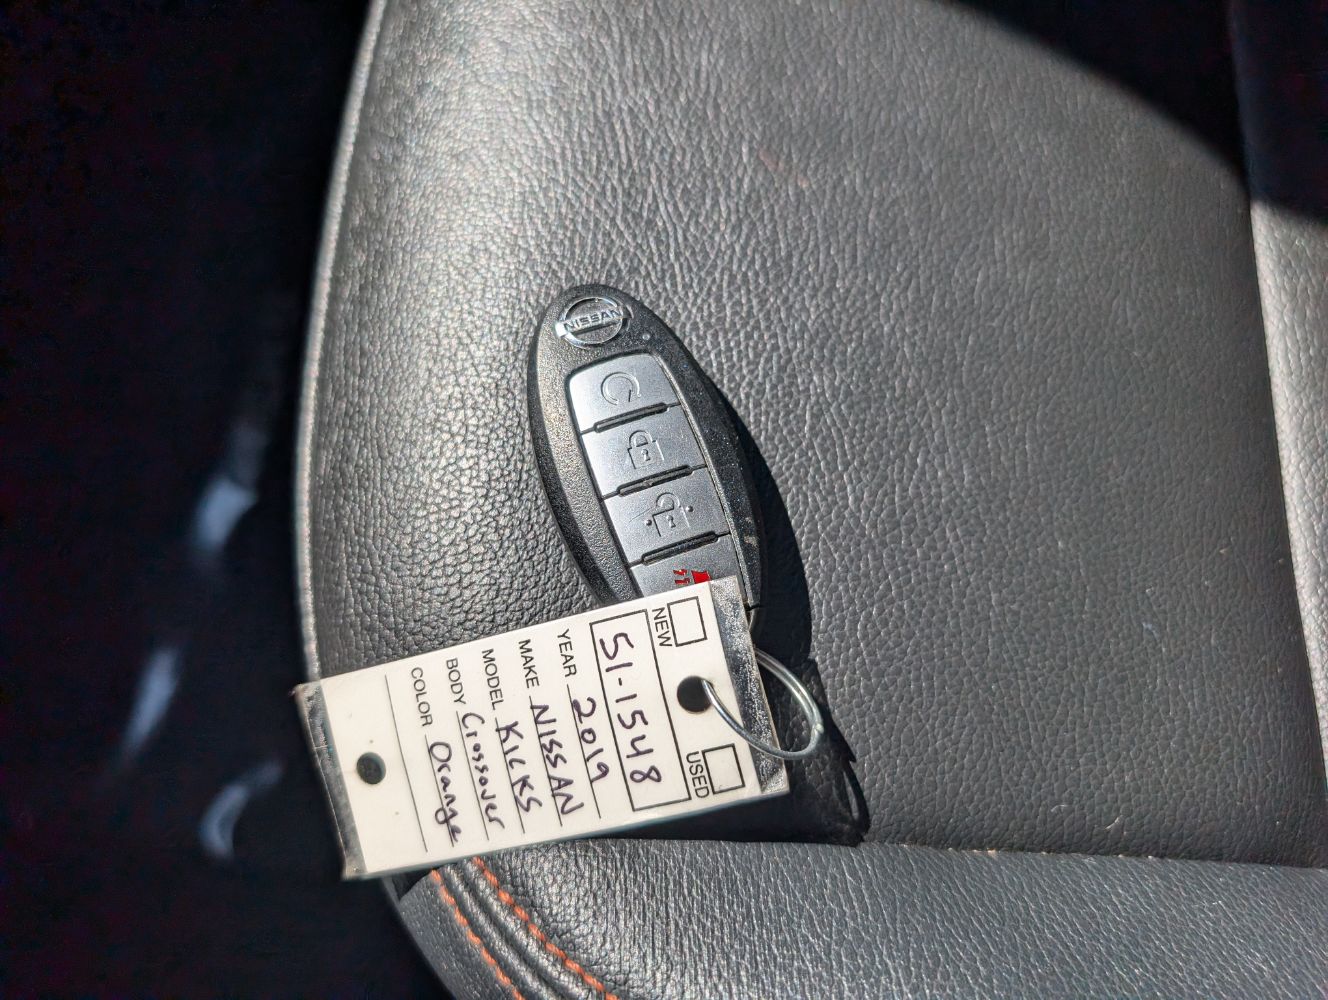 NISSAN
NEW USED
51-1548
YEAR 2019
MAKE NISSAN
MODEL KICKS
BODY Crossover
COLOR Orange